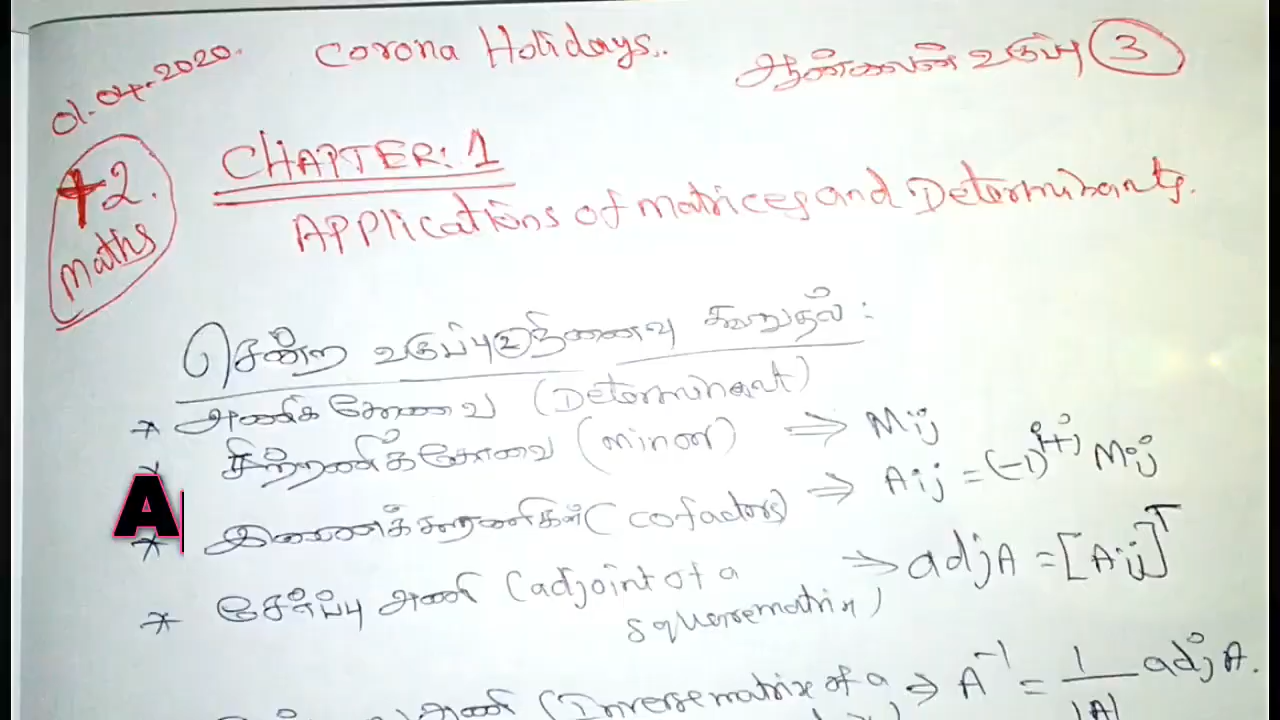 01.04.2020. Corona Holidays.. ஆன்லைன் வகுப்பு 3
+2. Maths
CHAPTER: 1
Applications of matrices and Determinants.
சென்ற வகுப்பு 2 நினைவு கூறுதல் :
* அணிக்கோவை (Determinant)
* சிற்றணிக்கோவை (minor) ⇒ Mij
A
* இணைக்காரணிகள் (cofactors) ⇒ Aij = (-1)^i+j Mij
* சேர்ப்பு அணி (adjoint of a square matrix) ⇒ adjA = [Aij]^T
அணி (Inverse matrix of a ⇒ A^-1 = 1/|A| adj A.